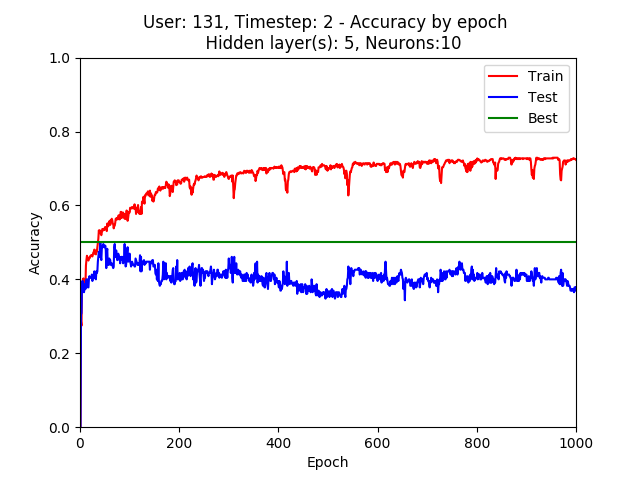 User: 131, Timestep: 2 - Accuracy by epoch
Hidden layer(s): 5, Neurons:10
Train
Test
Best
Accuracy
1.0
0.8
0.6
0.4
0.2
0.0
0 200 400 600 800 1000
Epoch